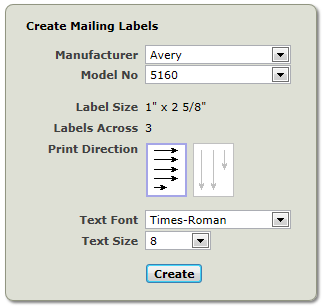 Create Mailing Labels
Manufacturer Avery
Model No 5160
Label Size 1" x 2 5/8"
Labels Across 3
Print Direction
Text Font Times-Roman
Text Size 8
Create